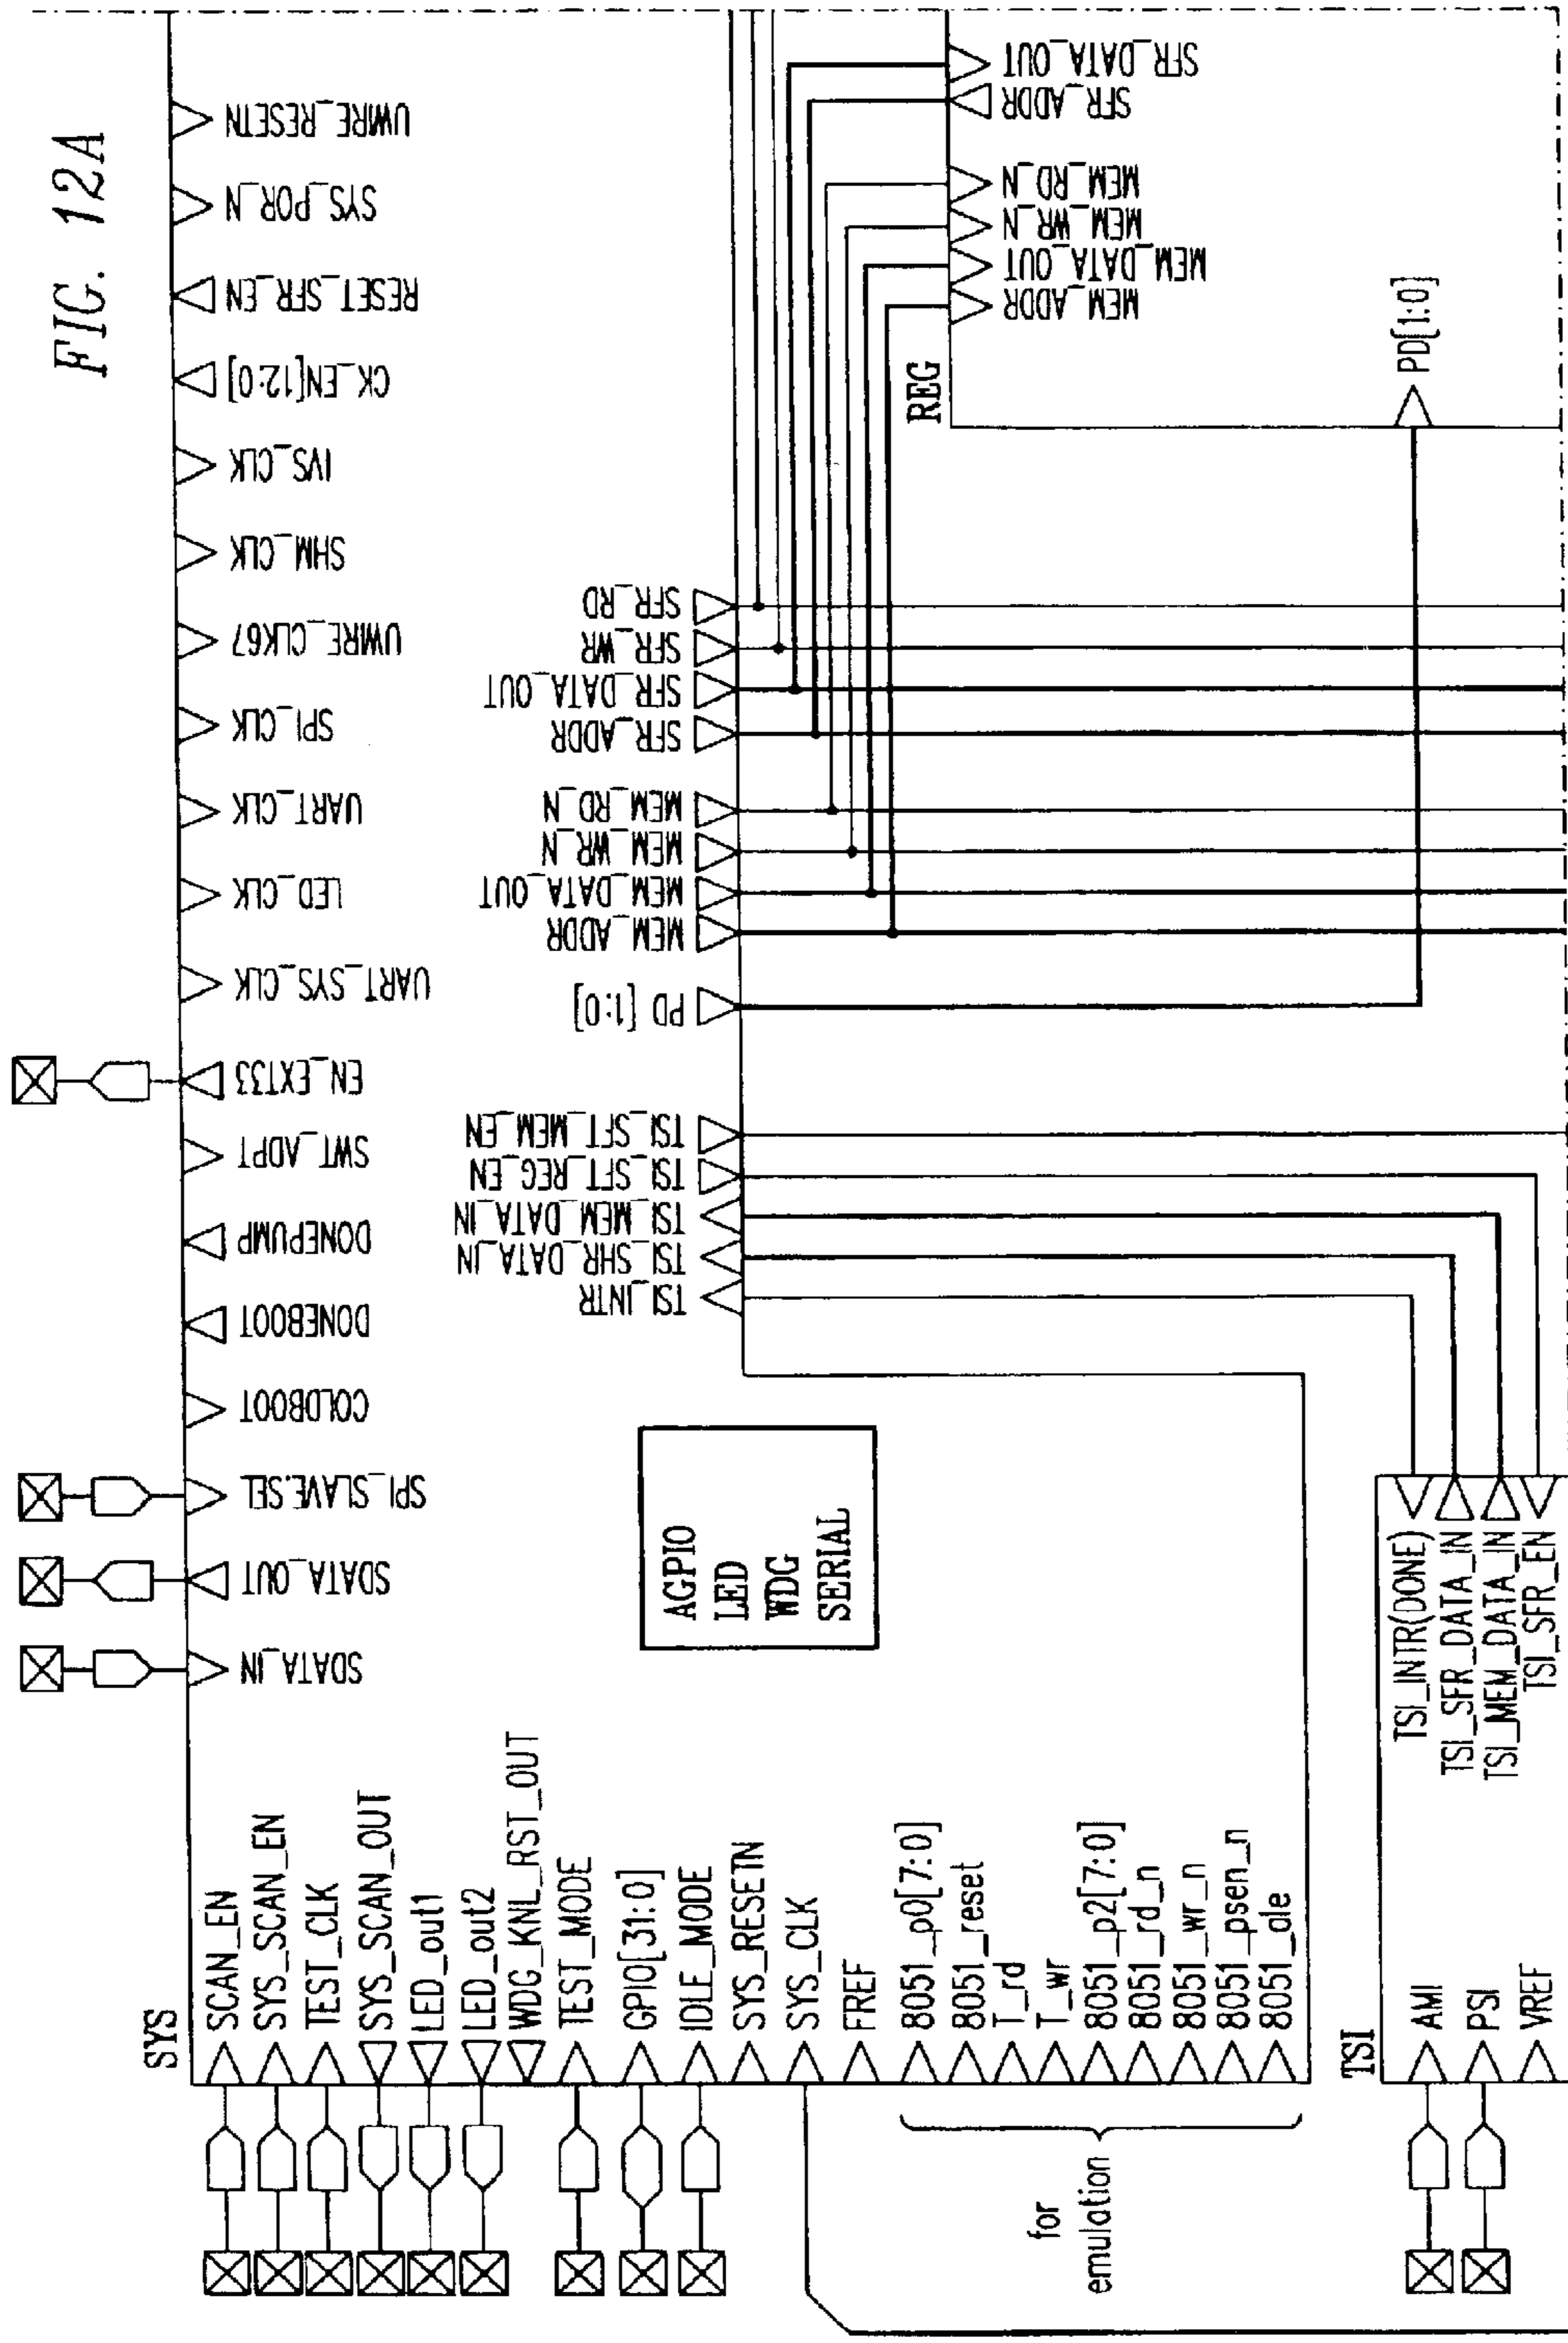 FIG. 12A
SYS
SCAN_EN
SYS_SCAN_EN
TEST_CLK
SYS_SCAN_OUT
LED_out1
LED_out2
WDG_KNL_RST_OUT
TEST_MODE
GPIO[31:0]
IDLE_MODE
SYS_RESETN
SYS_CLK
FREF
8051_p0[7:0]
8051_reset
T_rd
T_wr
8051_p2[7:0]
8051_rd_n
8051_wr_n
8051_psen_n
8051_ale
for
emulation
SDATA_IN
SDATA_OUT
SPI_SLAVE.SEL
COLDBOOT
DONEBOOT
DONEPUMP
SWT_ADPT
EN_EXT33
UART_SYS_CLK
LED_CLK
UART_CLK
SPI_CLK
UWIRE_CLK67
SHM_CLK
IVS_CLK
CK_EN[12:0]
RESET_SFR_EN
SYS_POR_N
UWIRE_RESETN
AGPIO
LED
WDG
SERIAL
TSI_INTR
TSI_SHR_DATA_IN
TSI_MEM_DATA_IN
TSI_SFT_REG_EN
TSI_SFT_MEM_EN
PD [1:0]
MEM_ADDR
MEM_DATA_OUT
MEM_WR_N
MEM_RD_N
SFR_ADDR
SFR_DATA_OUT
SFR_WR
SFR_RD
REG
MEM_ADDR
MEM_DATA_OUT
MEM_WR_N
MEM_RD_N
SFR_ADDR
SFR_DATA_OUT
PD[1:0]
TSI
AMI
PSI
VREF
TSI_INTR(DONE)
TSI_SFR_DATA_IN
TSI_MEM_DATA_IN
TSI_SFR_EN